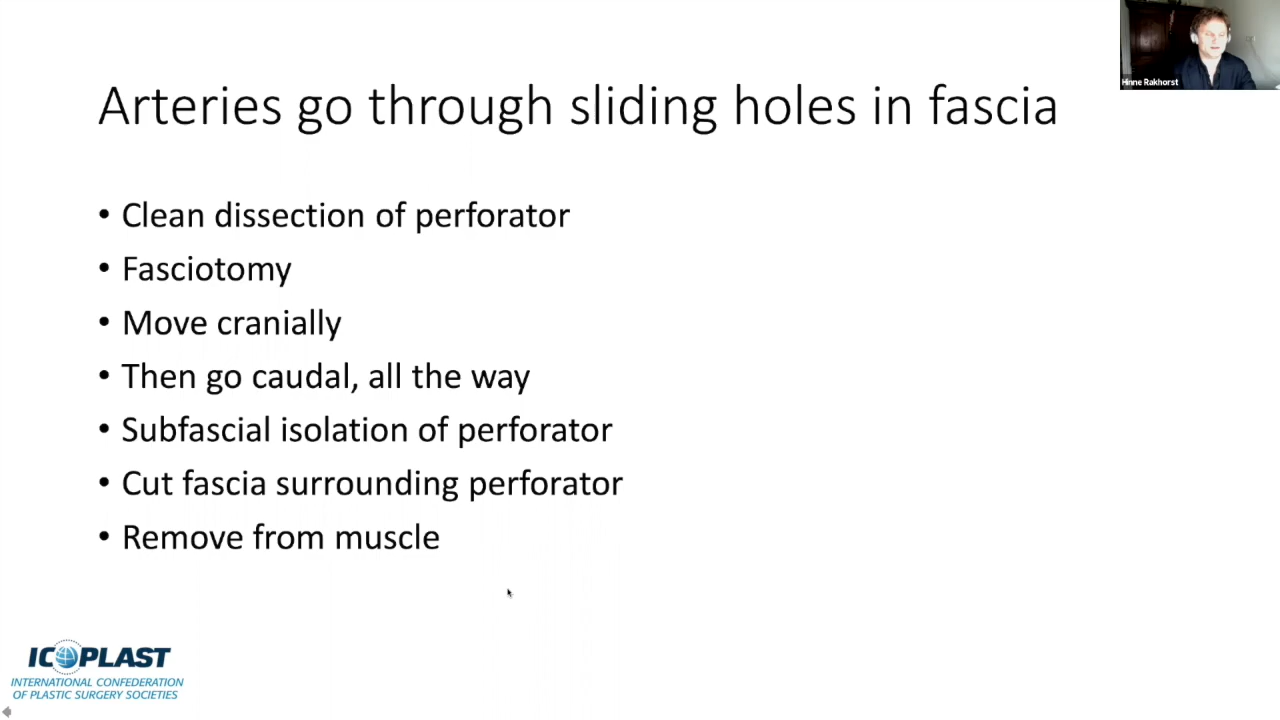 Hinne Rakhorst
Arteries go through sliding holes in fascia
• Clean dissection of perforator
• Fasciotomy
• Move cranially
• Then go caudal, all the way
• Subfascial isolation of perforator
• Cut fascia surrounding perforator
• Remove from muscle
ICOPLAST
INTERNATIONAL CONFEDERATION
OF PLASTIC SURGERY SOCIETIES